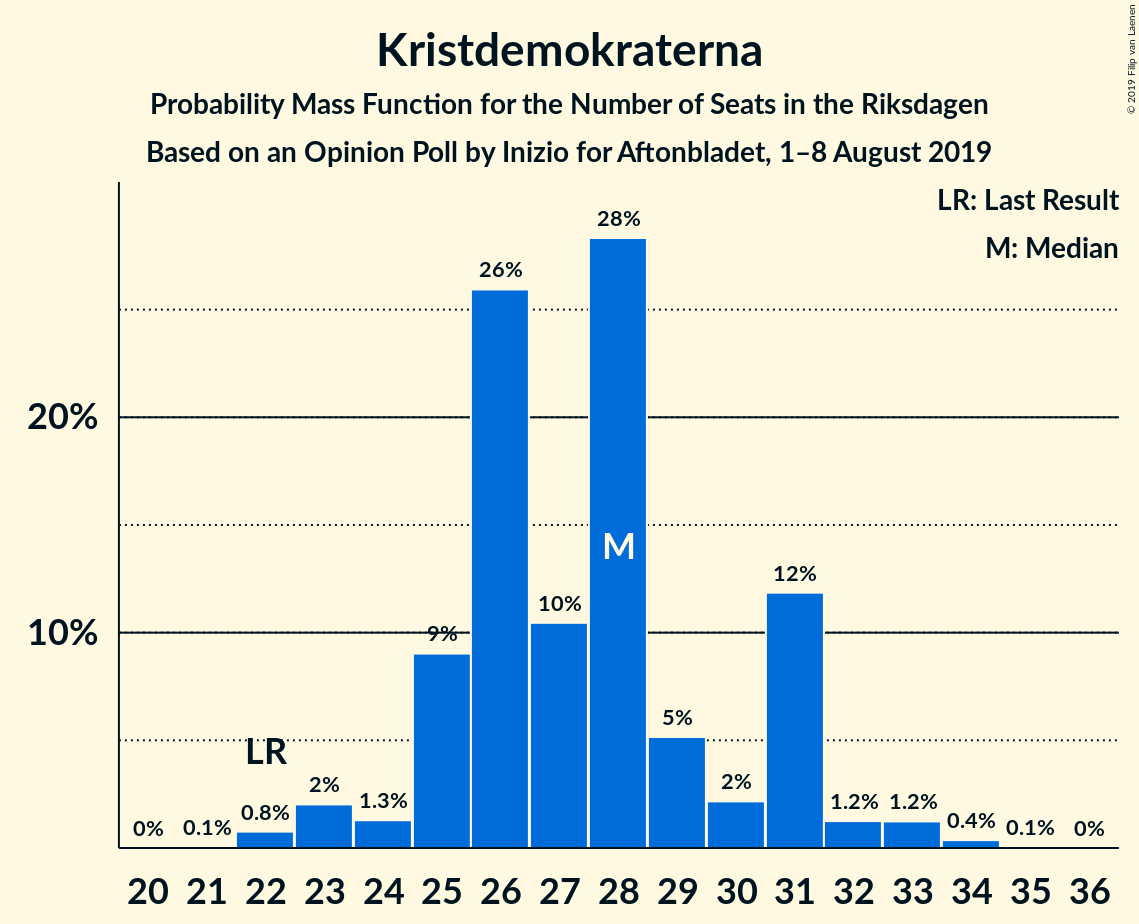 Kristdemokraterna
Probability Mass Function for the Number of Seats in the Riksdagen
Based on an Opinion Poll by Inizio for Aftonbladet, 1–8 August 2019
© 2019 Filip van Laenen
LR: Last Result
M: Median
28%
26%
20%
M
12%
10%
10%
9%
5%
LR
2%
2%
1.3%
0.8%
1.2%
1.2%
0.4%
0%
0.1%
0.1%
0%
20 21 22 23 24 25 26 27 28 29 30 31 32 33 34 35 36